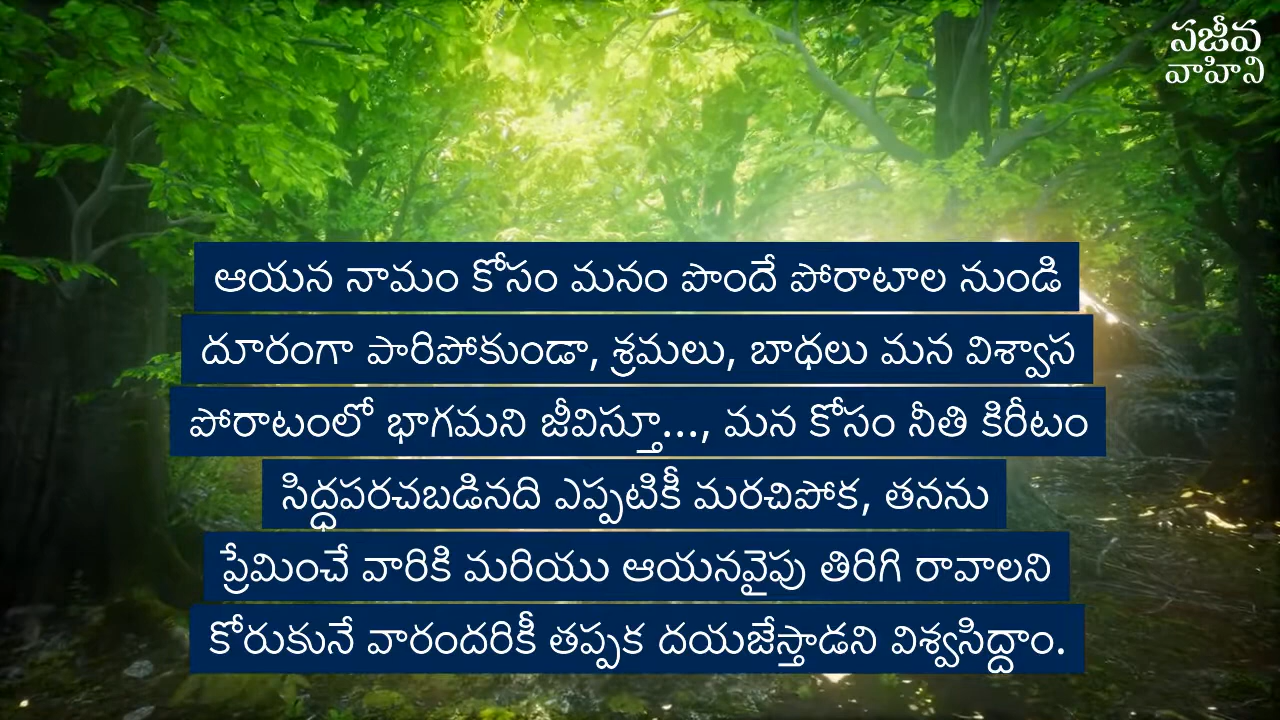 సజీవ
వాహిని
ఆయన నామం కోసం మనం పొందే పోరాటాల నుండి
దూరంగా పారిపోకుండా, శ్రమలు, బాధలు మన విశ్వాస
పోరాటంలో భాగమని జీవిస్తూ..., మన కోసం నీతి కిరీటం
సిద్ధపరచబడినది ఎప్పటికీ మరచిపోక, తనను
ప్రేమించే వారికి మరియు ఆయనవైపు తిరిగి రావాలని
కోరుకునే వారందరికీ తప్పక దయజేస్తాడని విశ్వసిద్దాం.